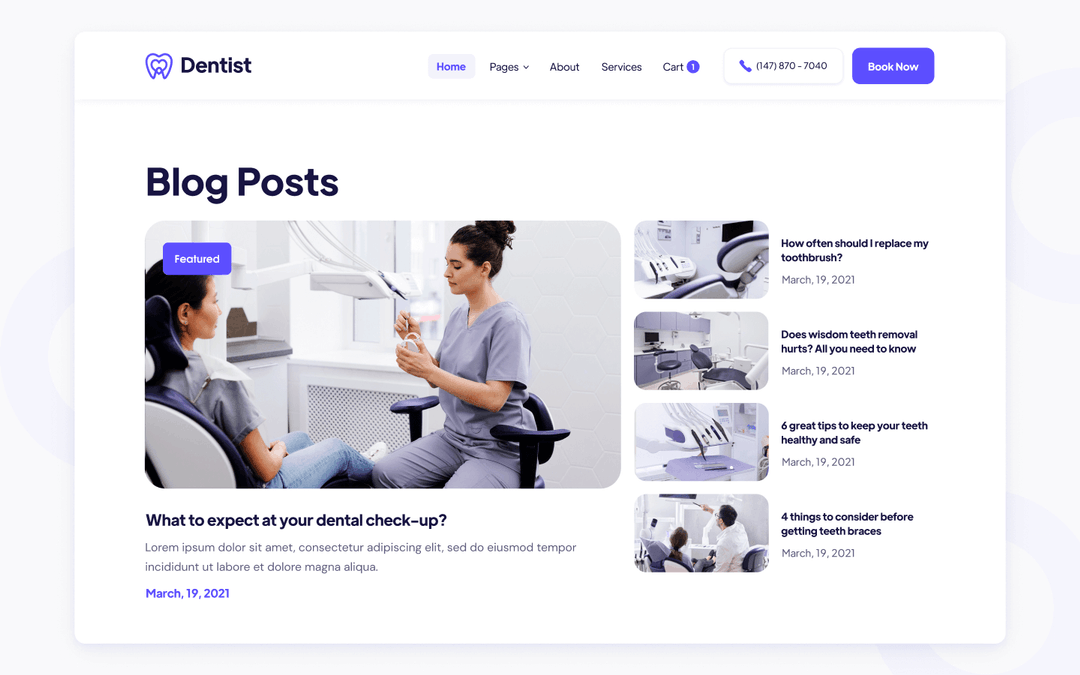 Dentist
Home
Pages
About
Services
Cart 1
(147) 870 - 7040
Book Now
Blog Posts
Featured
What to expect at your dental check-up?
Lorem ipsum dolor sit amet, consectetur adipiscing elit, sed do eiusmod tempor
incididunt ut labore et dolore magna aliqua.
March, 19, 2021
How often should I replace my
toothbrush?
March, 19, 2021
Does wisdom teeth removal
hurts? All you need to know
March, 19, 2021
6 great tips to keep your teeth
healthy and safe
March, 19, 2021
4 things to consider before
getting teeth braces
March, 19, 2021